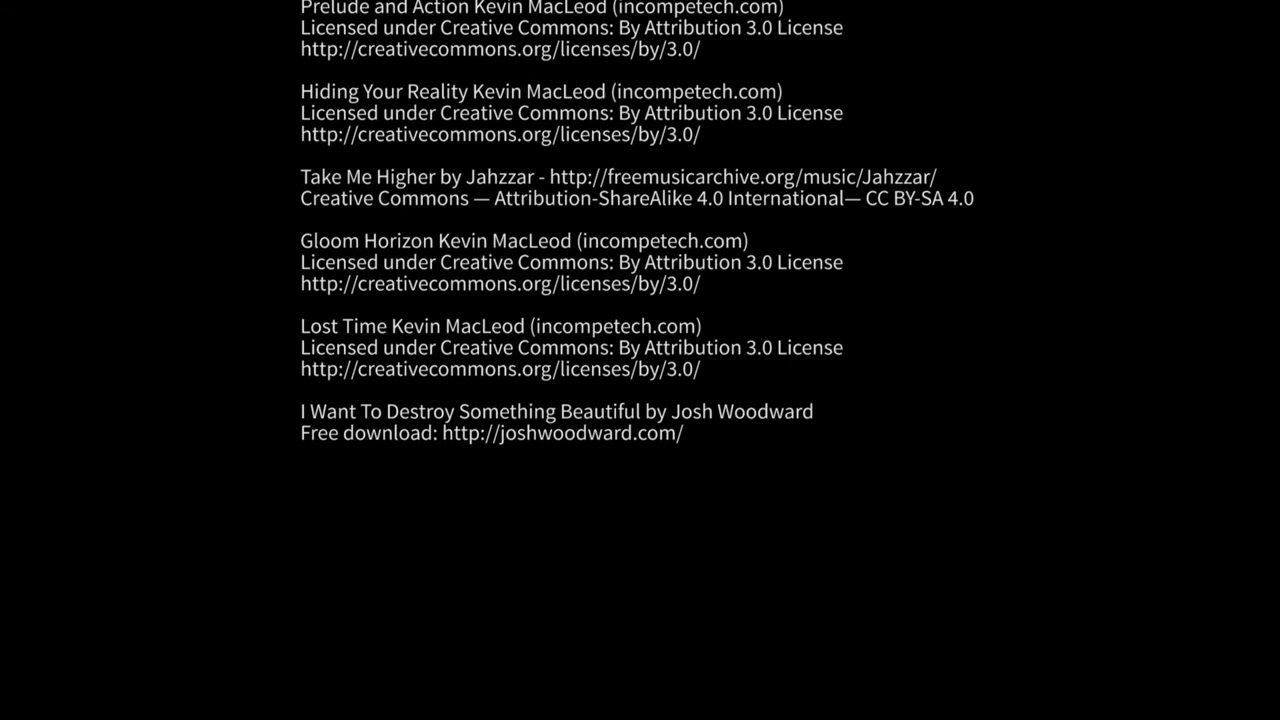 Prelude and Action Kevin MacLeod (incompetech.com)
Licensed under Creative Commons: By Attribution 3.0 License
http://creativecommons.org/licenses/by/3.0/
Hiding Your Reality Kevin MacLeod (incompetech.com)
Licensed under Creative Commons: By Attribution 3.0 License
http://creativecommons.org/licenses/by/3.0/
Take Me Higher by Jahzzar - http://freemusicarchive.org/music/Jahzzar/
Creative Commons — Attribution-ShareAlike 4.0 International— CC BY-SA 4.0
Gloom Horizon Kevin MacLeod (incompetech.com)
Licensed under Creative Commons: By Attribution 3.0 License
http://creativecommons.org/licenses/by/3.0/
Lost Time Kevin MacLeod (incompetech.com)
Licensed under Creative Commons: By Attribution 3.0 License
http://creativecommons.org/licenses/by/3.0/
I Want To Destroy Something Beautiful by Josh Woodward
Free download: http://joshwoodward.com/